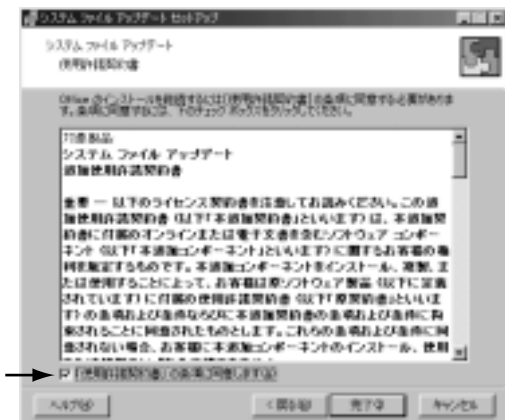 システム ファイル アップデート セットアップ
システム ファイル アップデート
使用許諾契約書
Office のインストールを継続するには「使用許諾契約書」の条項に同意する必要があります
す。条項に同意するには、下のチェック ボックスをクリックしてください。
対象製品
システム ファイル アップデート
追加使用許諾契約書
重要 － 以下のライセンス契約書を注意してお読みください。この追
加使用許諾契約書（以下「本追加契約書」といいます）は、本追加契
約書に付属のオンラインまたは電子文書を含むソフトウェア コンポー
ネント（以下「本追加コンポーネント」といいます）に関するお客様の権
利を規定するものです。本追加コンポーネントをインストール、複製、ま
たは使用することによって、お客様は原ソフトウェア製品（以下に定義
されています）に付属の使用許諾契約書（以下「原契約書」といいま
す）の条項および条件ならびに本追加契約書の条項および条件に拘
束されることに同意されたものとします。これらの条項および条件に同
意されない場合、お客様に本追加コンポーネントのインストール、使用
「使用許諾契約書」の条項に同意します(A)
ヘルプ(H)
< 戻る(B)
完了(F)
キャンセル